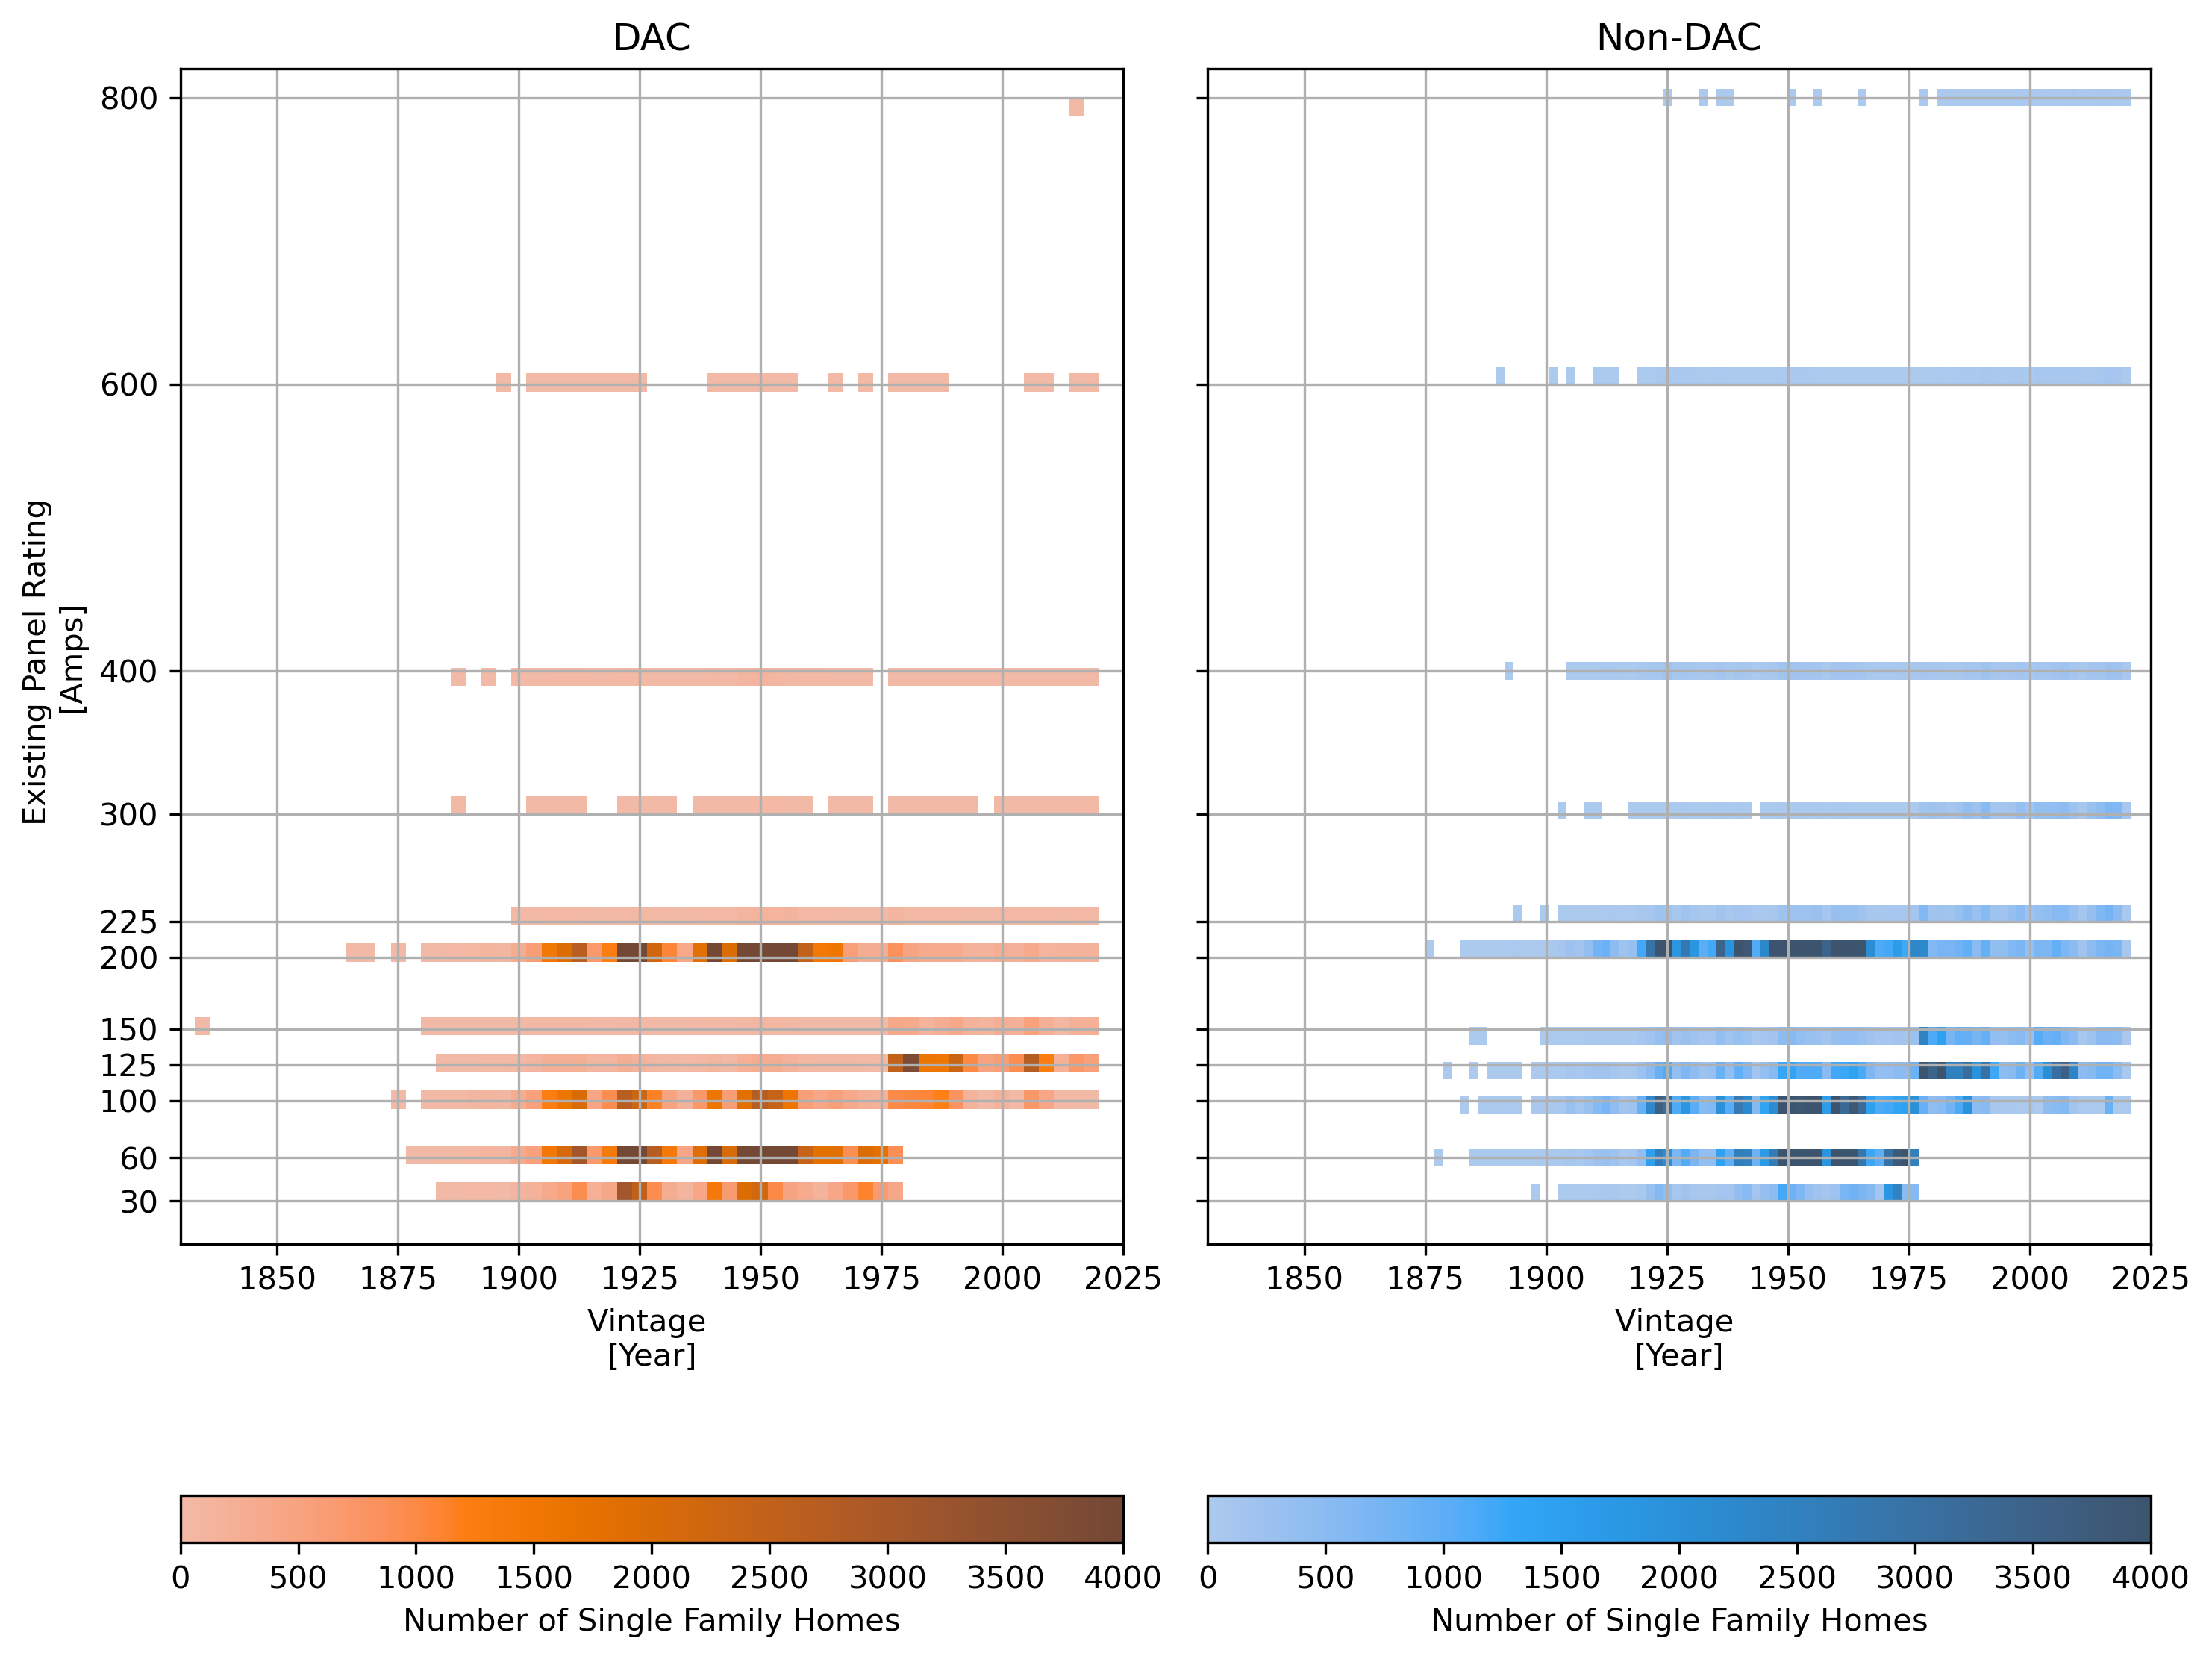 DAC
Non-DAC
Existing Panel Rating
[Amps]
800
600
400
300
225
200
150
125
100
60
30
1850 1875 1900 1925 1950 1975 2000 2025
1850 1875 1900 1925 1950 1975 2000 2025
Vintage
[Year]
Vintage
[Year]
0 500 1000 1500 2000 2500 3000 3500 4000
0 500 1000 1500 2000 2500 3000 3500 4000
Number of Single Family Homes
Number of Single Family Homes